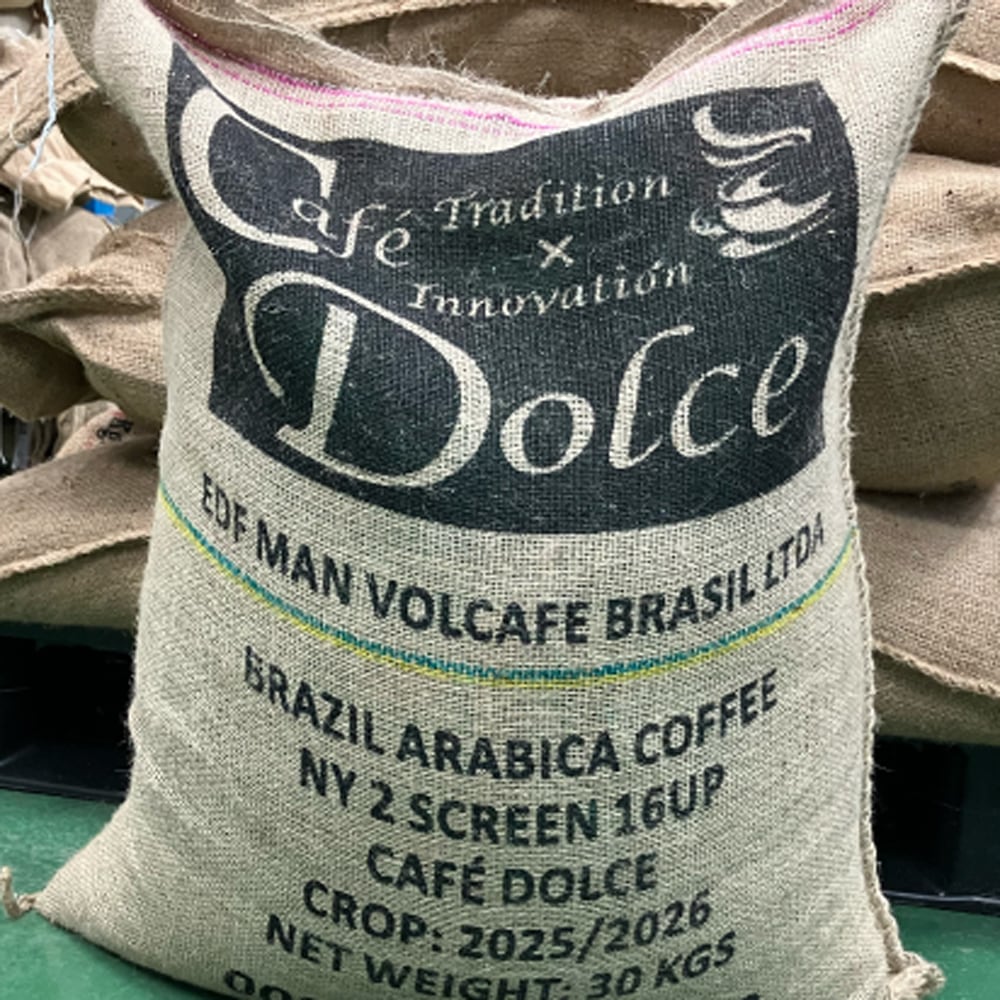 Café
Tradition
×
Innovation
Dolce
EDF MAN VOLCAFE BRASIL LTDA
BRAZIL ARABICA COFFEE
NY 2 SCREEN 16UP
CAFÉ DOLCE
CROP: 2025/2026
NET WEIGHT: 30 KGS